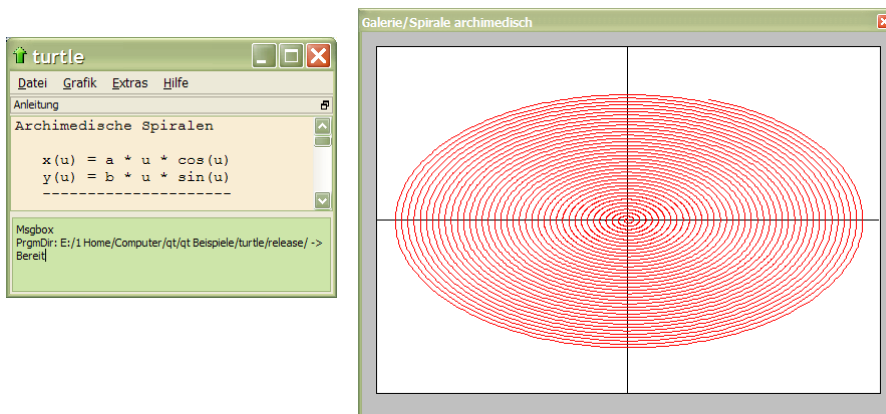 turtle
Datei Grafik Extras Hilfe
Anleitung
Archimedische Spiralen
x(u) = a * u * cos(u)
y(u) = b * u * sin(u)
---------------------
Msgbox
PrgmDir: E:/1 Home/Computer/qt/qt Beispiele/turtle/release/ ->
Bereit
Galerie/Spirale archimedisch